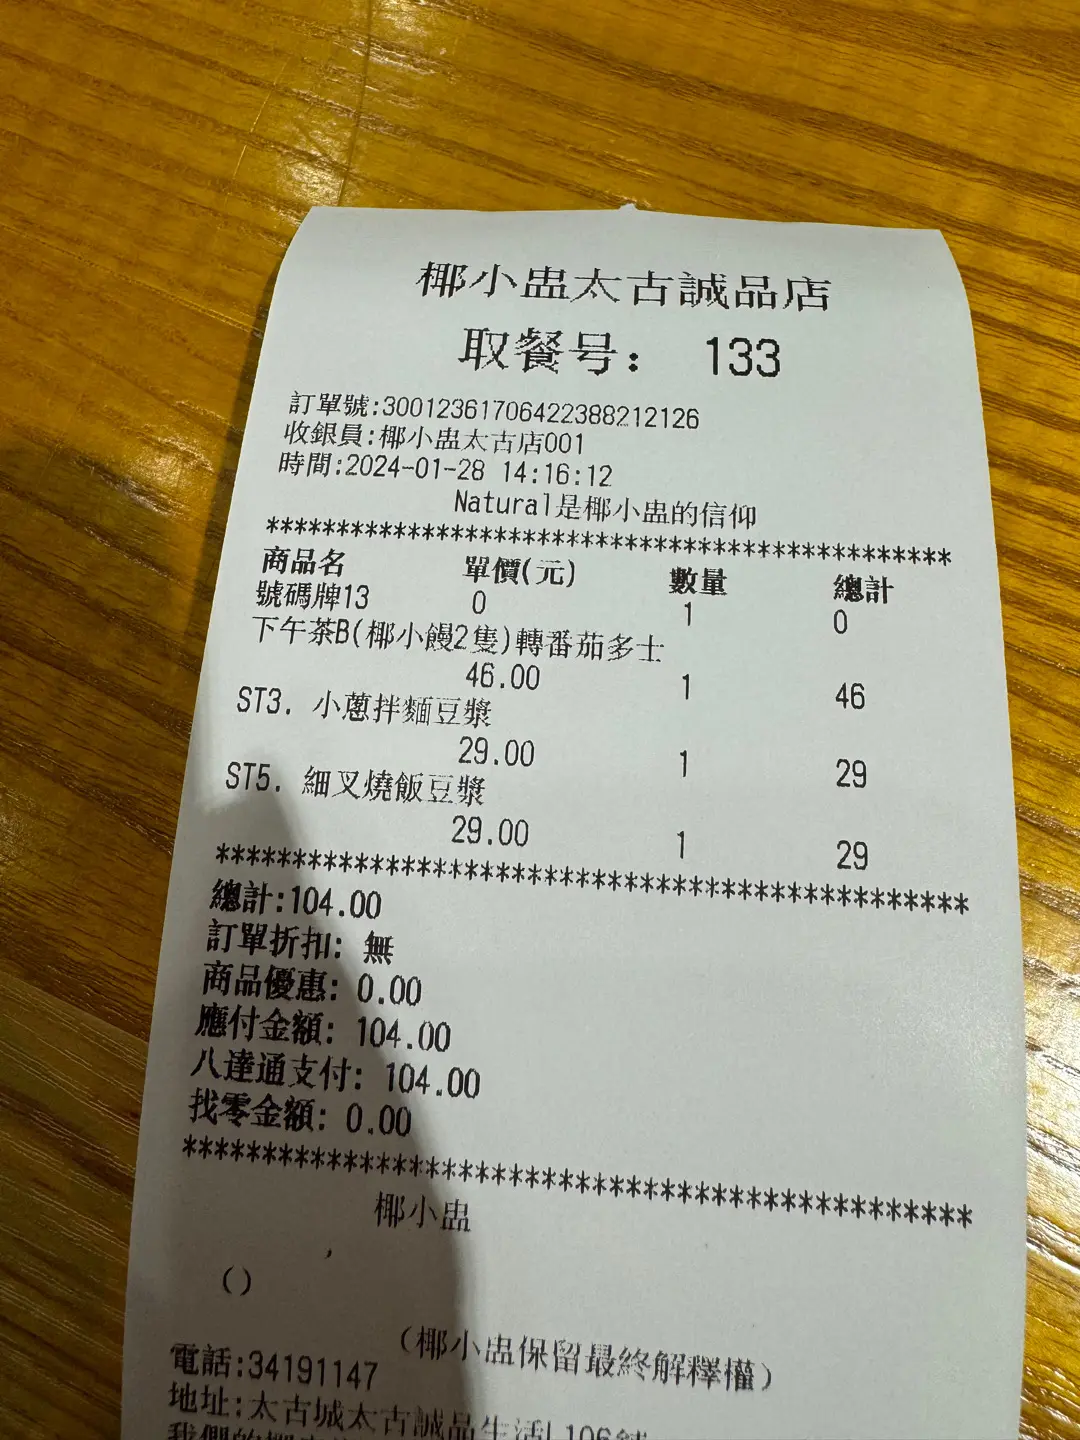 椰小盅太古誠品店
取餐号： 133
訂單號:30012361706422388212126
收銀員:椰小盅太古店001
時間:2024-01-28 14:16:12
Natural是椰小盅的信仰
************************************************
商品名 單價(元) 數量 總計
號碼牌13 0 1 0
下午茶B(椰小饅2隻)轉番茄多士
46.00 1 46
ST3. 小蔥拌麵豆漿
29.00 1 29
ST5. 細叉燒飯豆漿
29.00 1 29
************************************************
總計:104.00
訂單折扣: 無
商品優惠: 0.00
應付金額: 104.00
八達通支付: 104.00
找零金額: 0.00
************************************************
椰小盅
,
()
(椰小盅保留最終解釋權)
電話:34191147
地址:太古城太古誠品生活L106舖
我們的